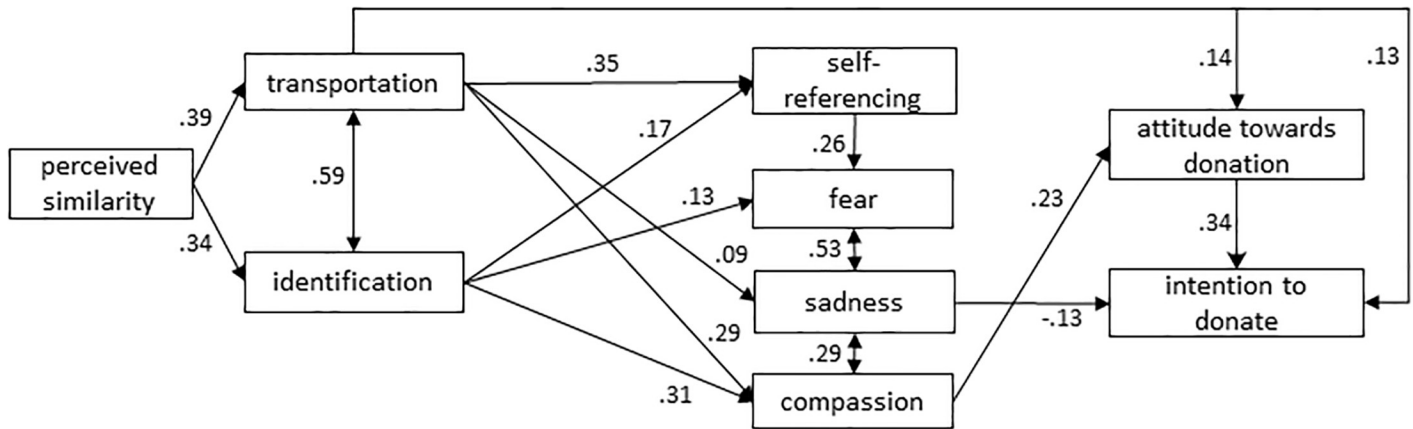 transportation
.35
self-
referencing
.14
.13
.39
.17
.26
attitude towards
donation
perceived
similarity
.59
.13
fear
.23
.34
.09
.53
.34
identification
sadness
-.13
intention to
donate
.29
.29
.31
compassion